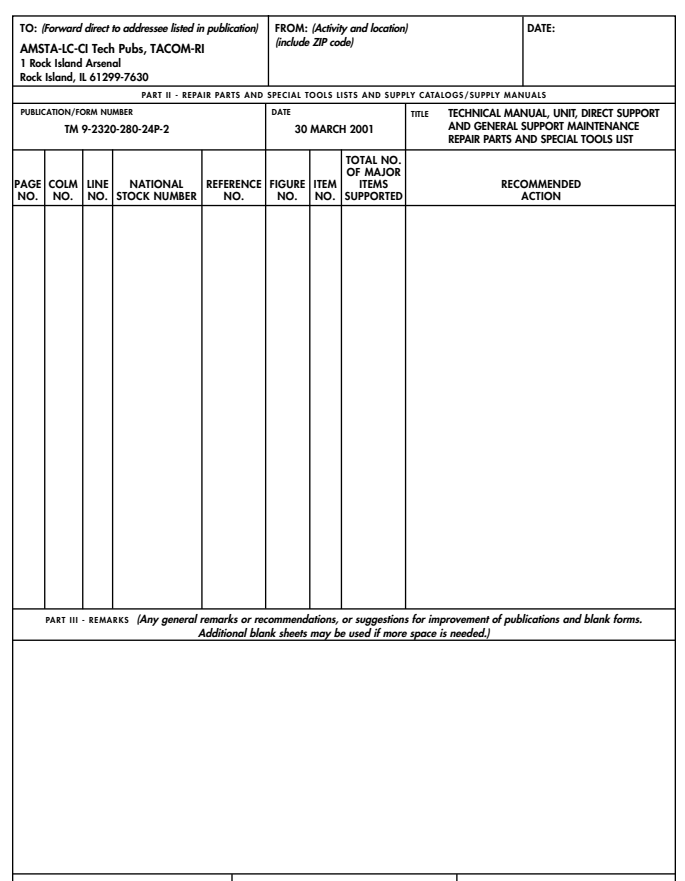 TO: (Forward direct to addressee listed in publication)
AMSTA-LC-CI Tech Pubs, TACOM-RI
1 Rock Island Arsenal
Rock Island, IL 61299-7630
FROM: (Activity and location)
(include ZIP code)
DATE:
PART II - REPAIR PARTS AND SPECIAL TOOLS LISTS AND SUPPLY CATALOGS/SUPPLY MANUALS
PUBLICATION/FORM NUMBER
TM 9-2320-280-24P-2
DATE
30 MARCH 2001
TITLE TECHNICAL MANUAL, UNIT, DIRECT SUPPORT
AND GENERAL SUPPORT MAINTENANCE
REPAIR PARTS AND SPECIAL TOOLS LIST
PAGE
NO.
COLM
NO.
LINE
NO.
NATIONAL
STOCK NUMBER
REFERENCE
NO.
FIGURE
NO.
ITEM
NO.
TOTAL NO.
OF MAJOR
ITEMS
SUPPORTED
RECOMMENDED
ACTION
PART III - REMARKS (Any general remarks or recommendations, or suggestions for improvement of publications and blank forms.
Additional blank sheets may be used if more space is needed.)